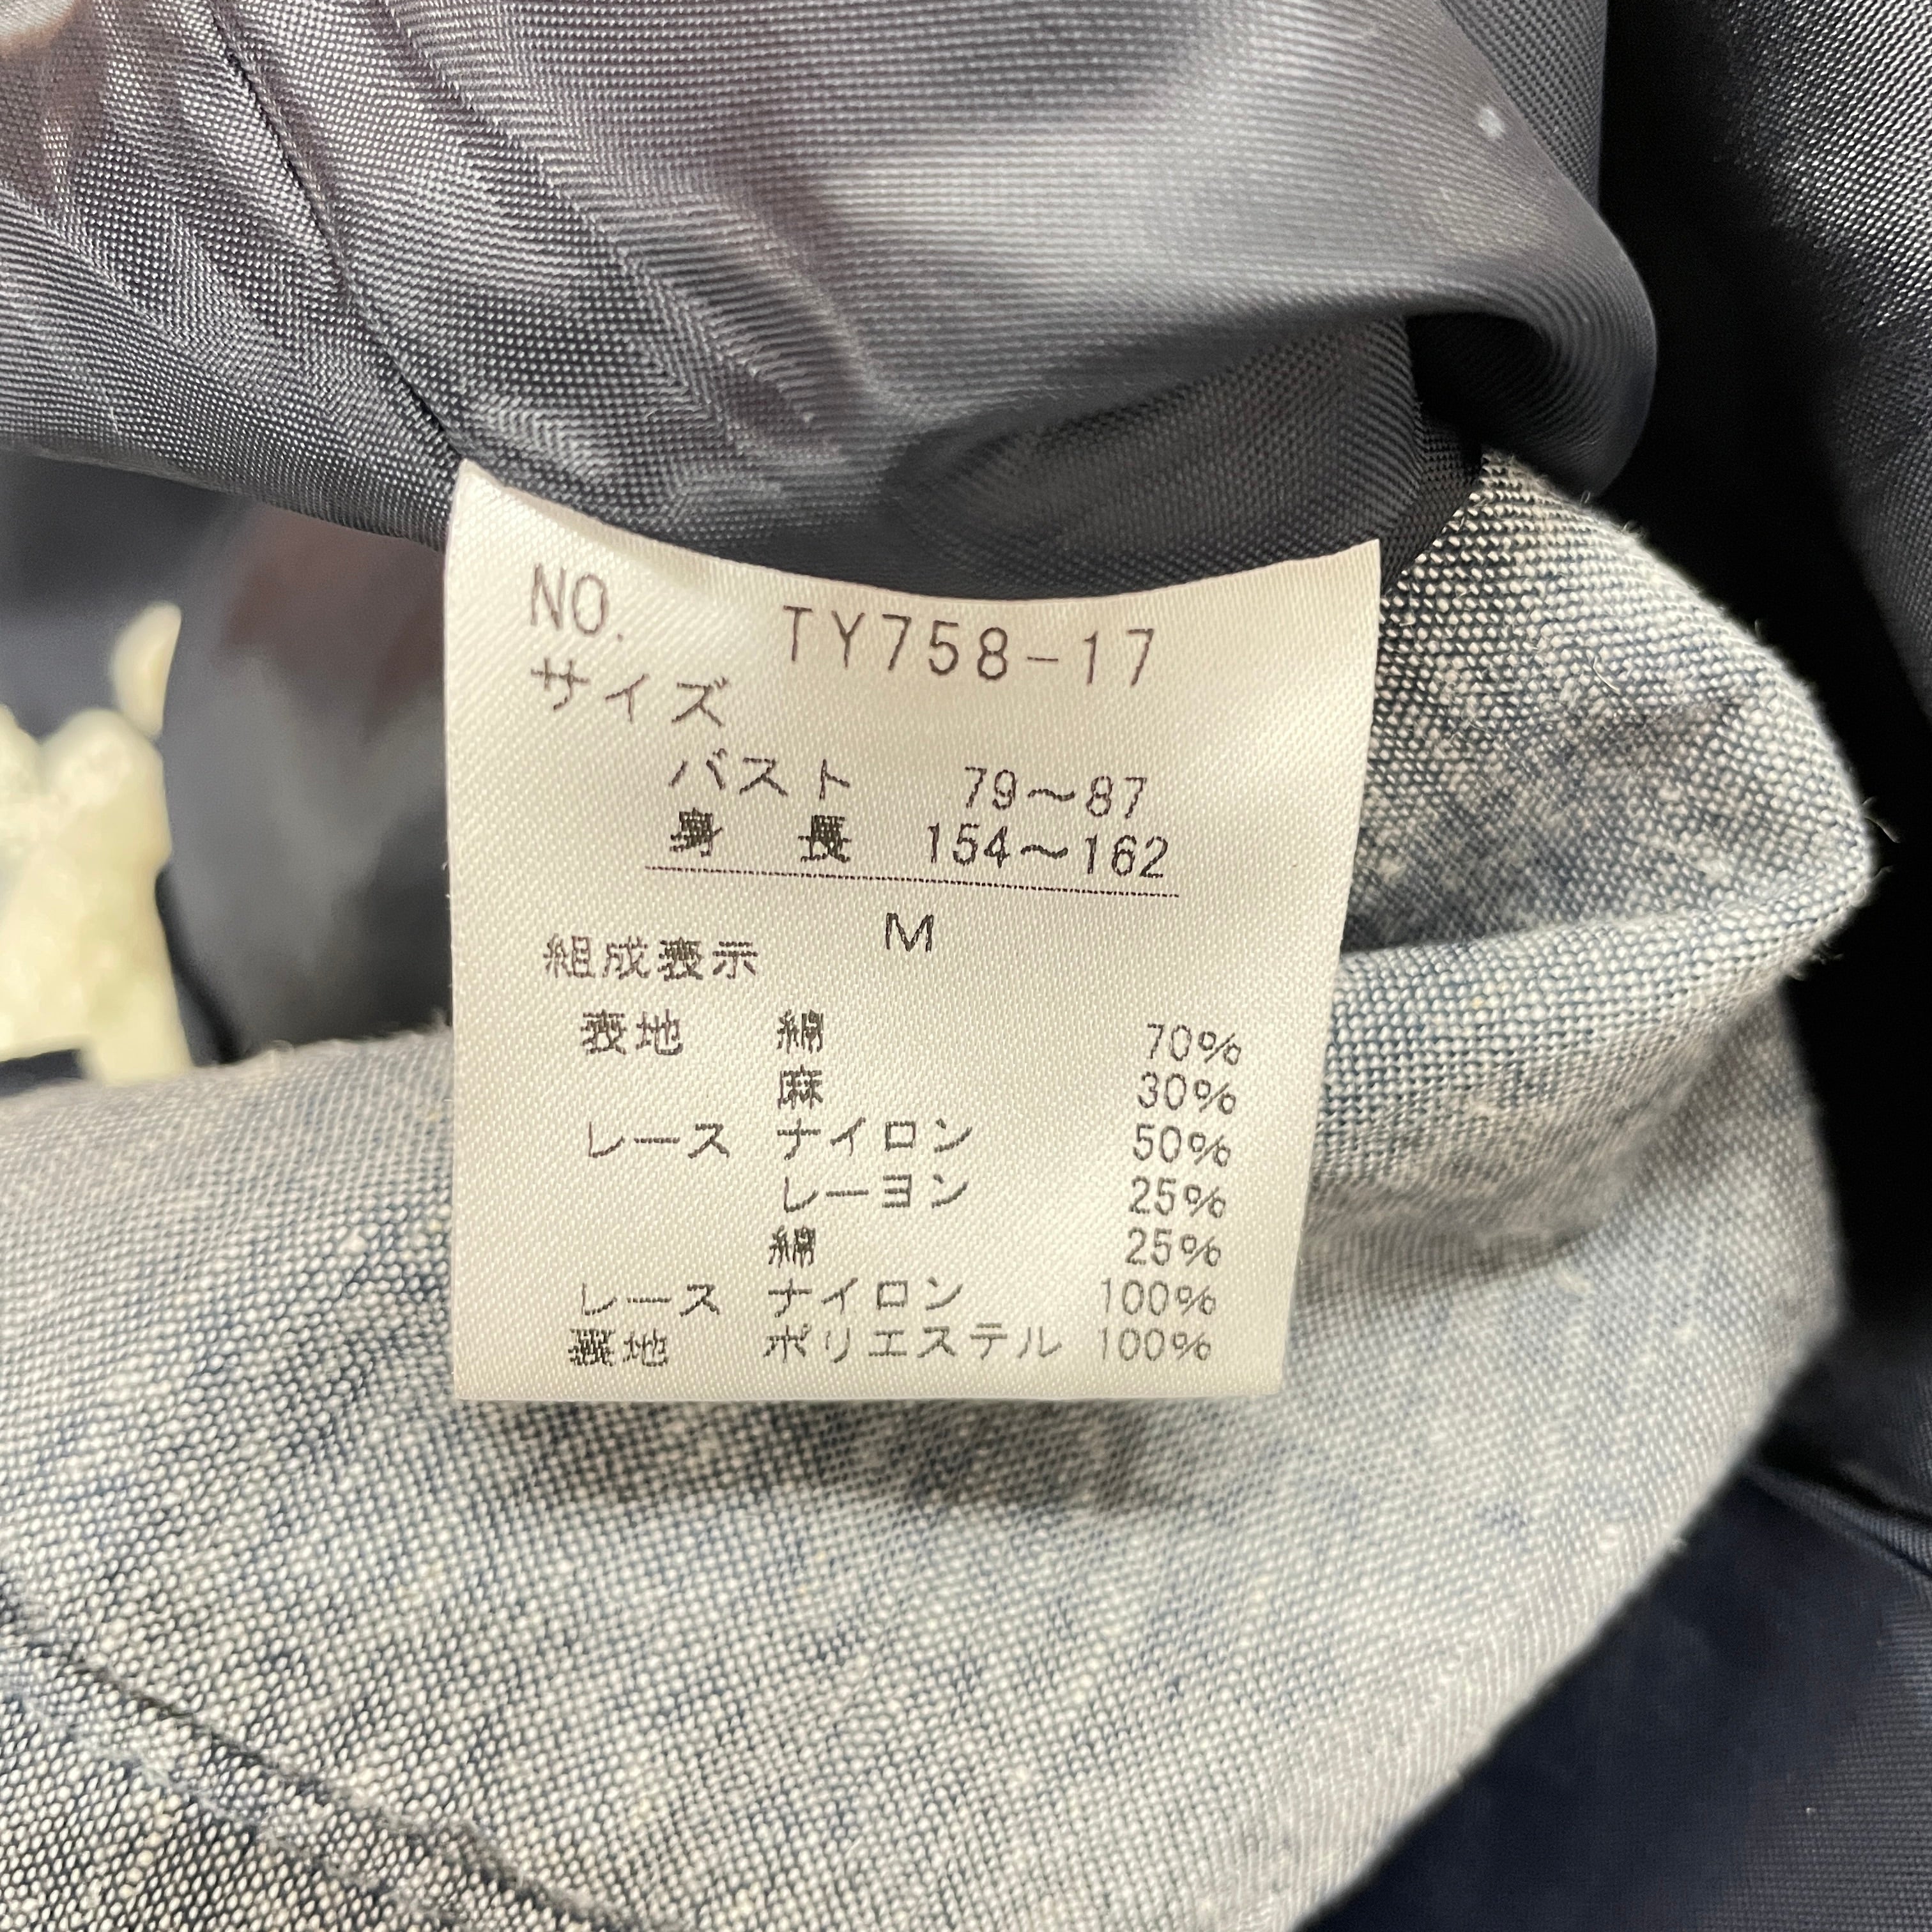 NO. TY758-17
サイズ
バスト 79～87
身長 154～162
M
組成表示
表地 綿 70%
麻 30%
レース ナイロン 50%
レーヨン 25%
綿 25%
レース ナイロン 100%
裏地 ポリエステル 100%